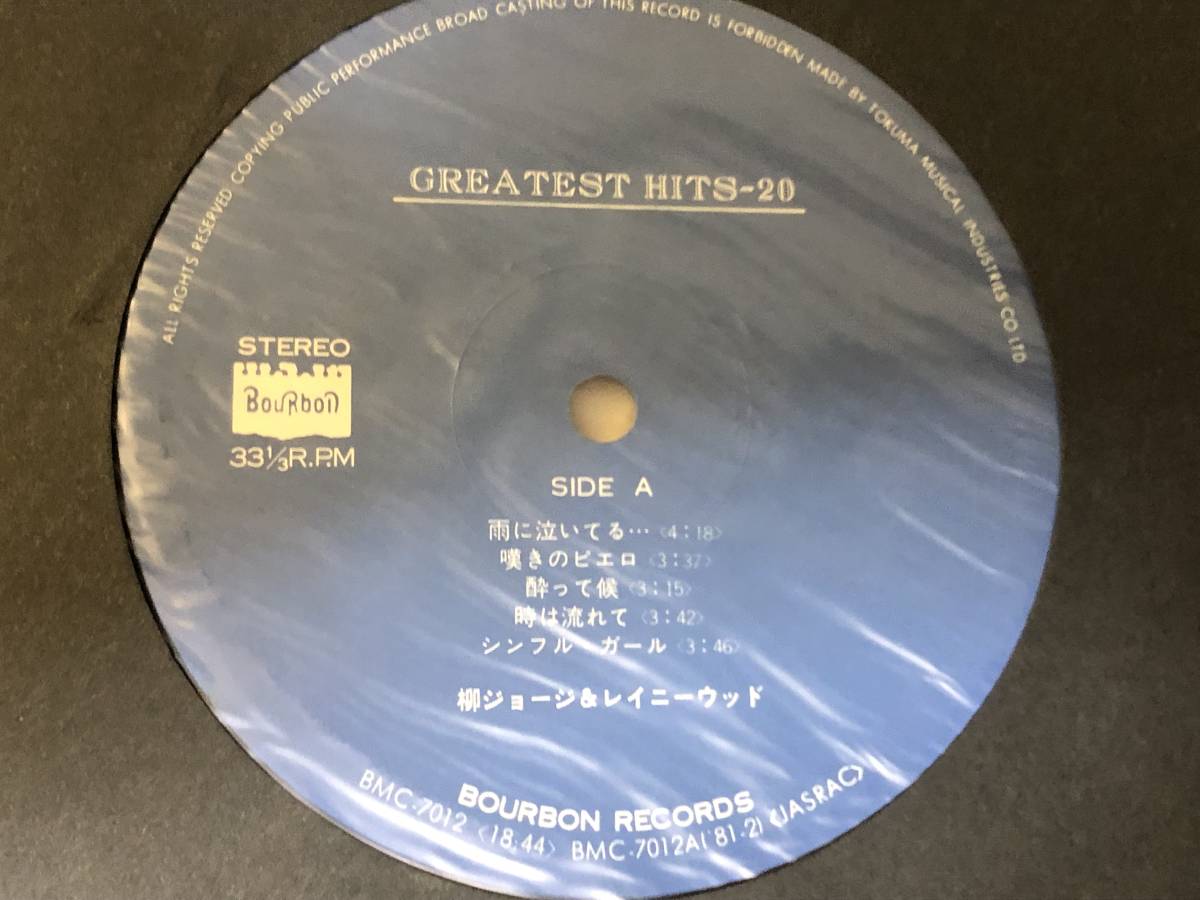 ALL RIGHTS RESERVED COPYING PUBLIC PERFORMANCE BROAD CASTING OF THIS RECORD IS FORBIDDEN MADE BY TOKUMA MUSICAL INDUSTRIES CO LTD.
GREATEST HITS-20
STEREO
BouRbon
33⅓R.P.M
SIDE A
雨に泣いてる… <4:18>
嘆きのピエロ <3:37>
酔って候 <3:15>
時は流れて <3:42>
シンフル ガール <3:46>
柳ジョージ&レイニーウッド
BOURBON RECORDS
BMC-7012 <18:44> BMC-7012A('81-2) <JASRAC>